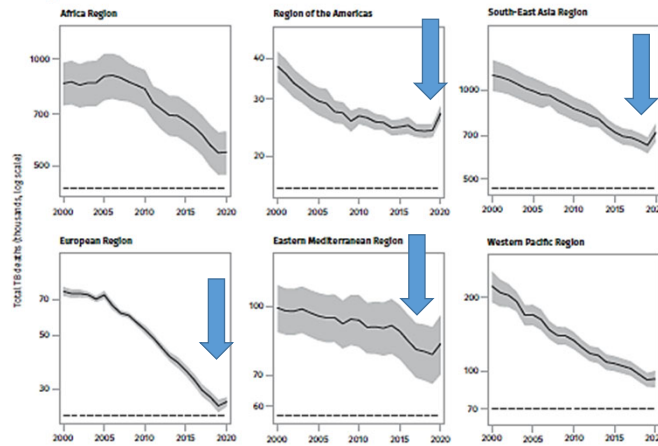 Africa Region
Region of the Americas
South-East Asia Region
Total TB deaths (thousands, log scale)
1000
700
500
2000 2005 2010 2015 2020
40
30
20
2000 2005 2010 2015 2020
1000
700
500
2000 2005 2010 2015 2020
European Region
Eastern Mediterranean Region
Western Pacific Region
70
50
30
2000 2005 2010 2015 2020
100
70
60
2000 2005 2010 2015 2020
200
100
70
2000 2005 2010 2015 2020